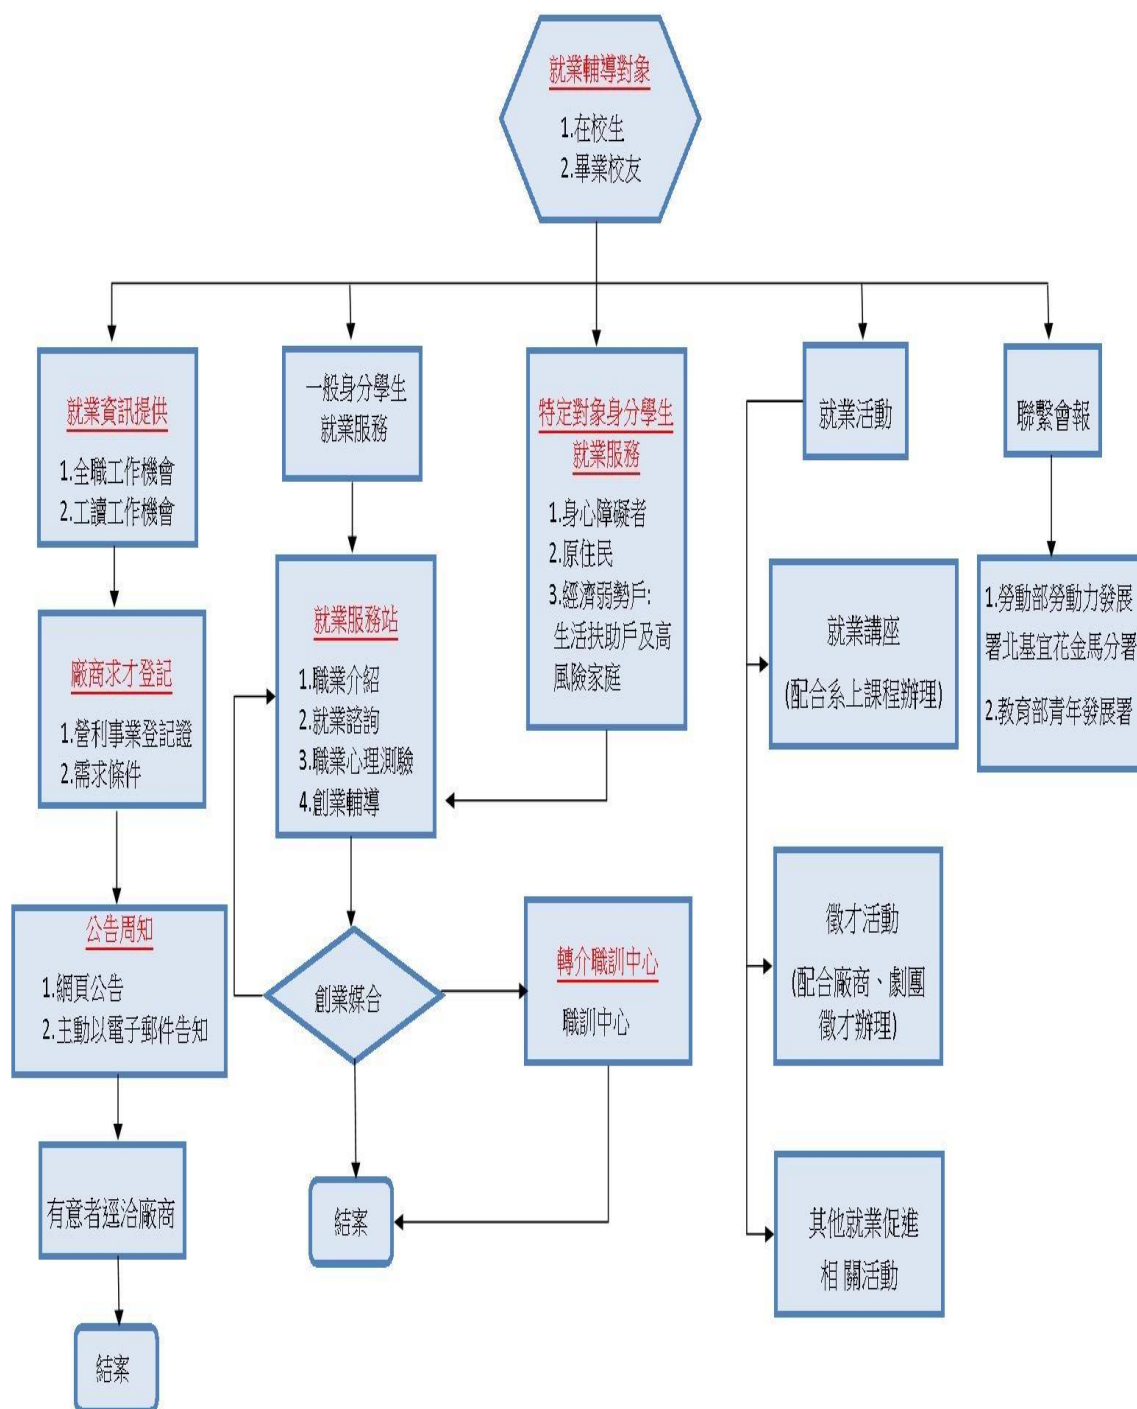 就業輔導對象
1.在校生
2.畢業校友
就業資訊提供
1.全職工作機會
2.工讀工作機會
一般身分學生
就業服務
特定對象身分學生
就業服務
1.身心障礙者
2.原住民
3.經濟弱勢戶:
生活扶助戶及高
風險家庭
就業活動
聯繫會報
廠商求才登記
1.營利事業登記證
2.需求條件
就業服務站
1.職業介紹
2.就業諮詢
3.職業心理測驗
4.創業輔導
就業講座
(配合系上課程辦理)
1.勞動部勞動力發展
署北基宜花金馬分署
2.教育部青年發展署
公告周知
1.網頁公告
2.主動以電子郵件告知
創業媒合
轉介職訓中心
職訓中心
徵才活動
(配合廠商、劇團
徵才辦理)
有意者逕洽廠商
結案
其他就業促進
相 關活動
結案